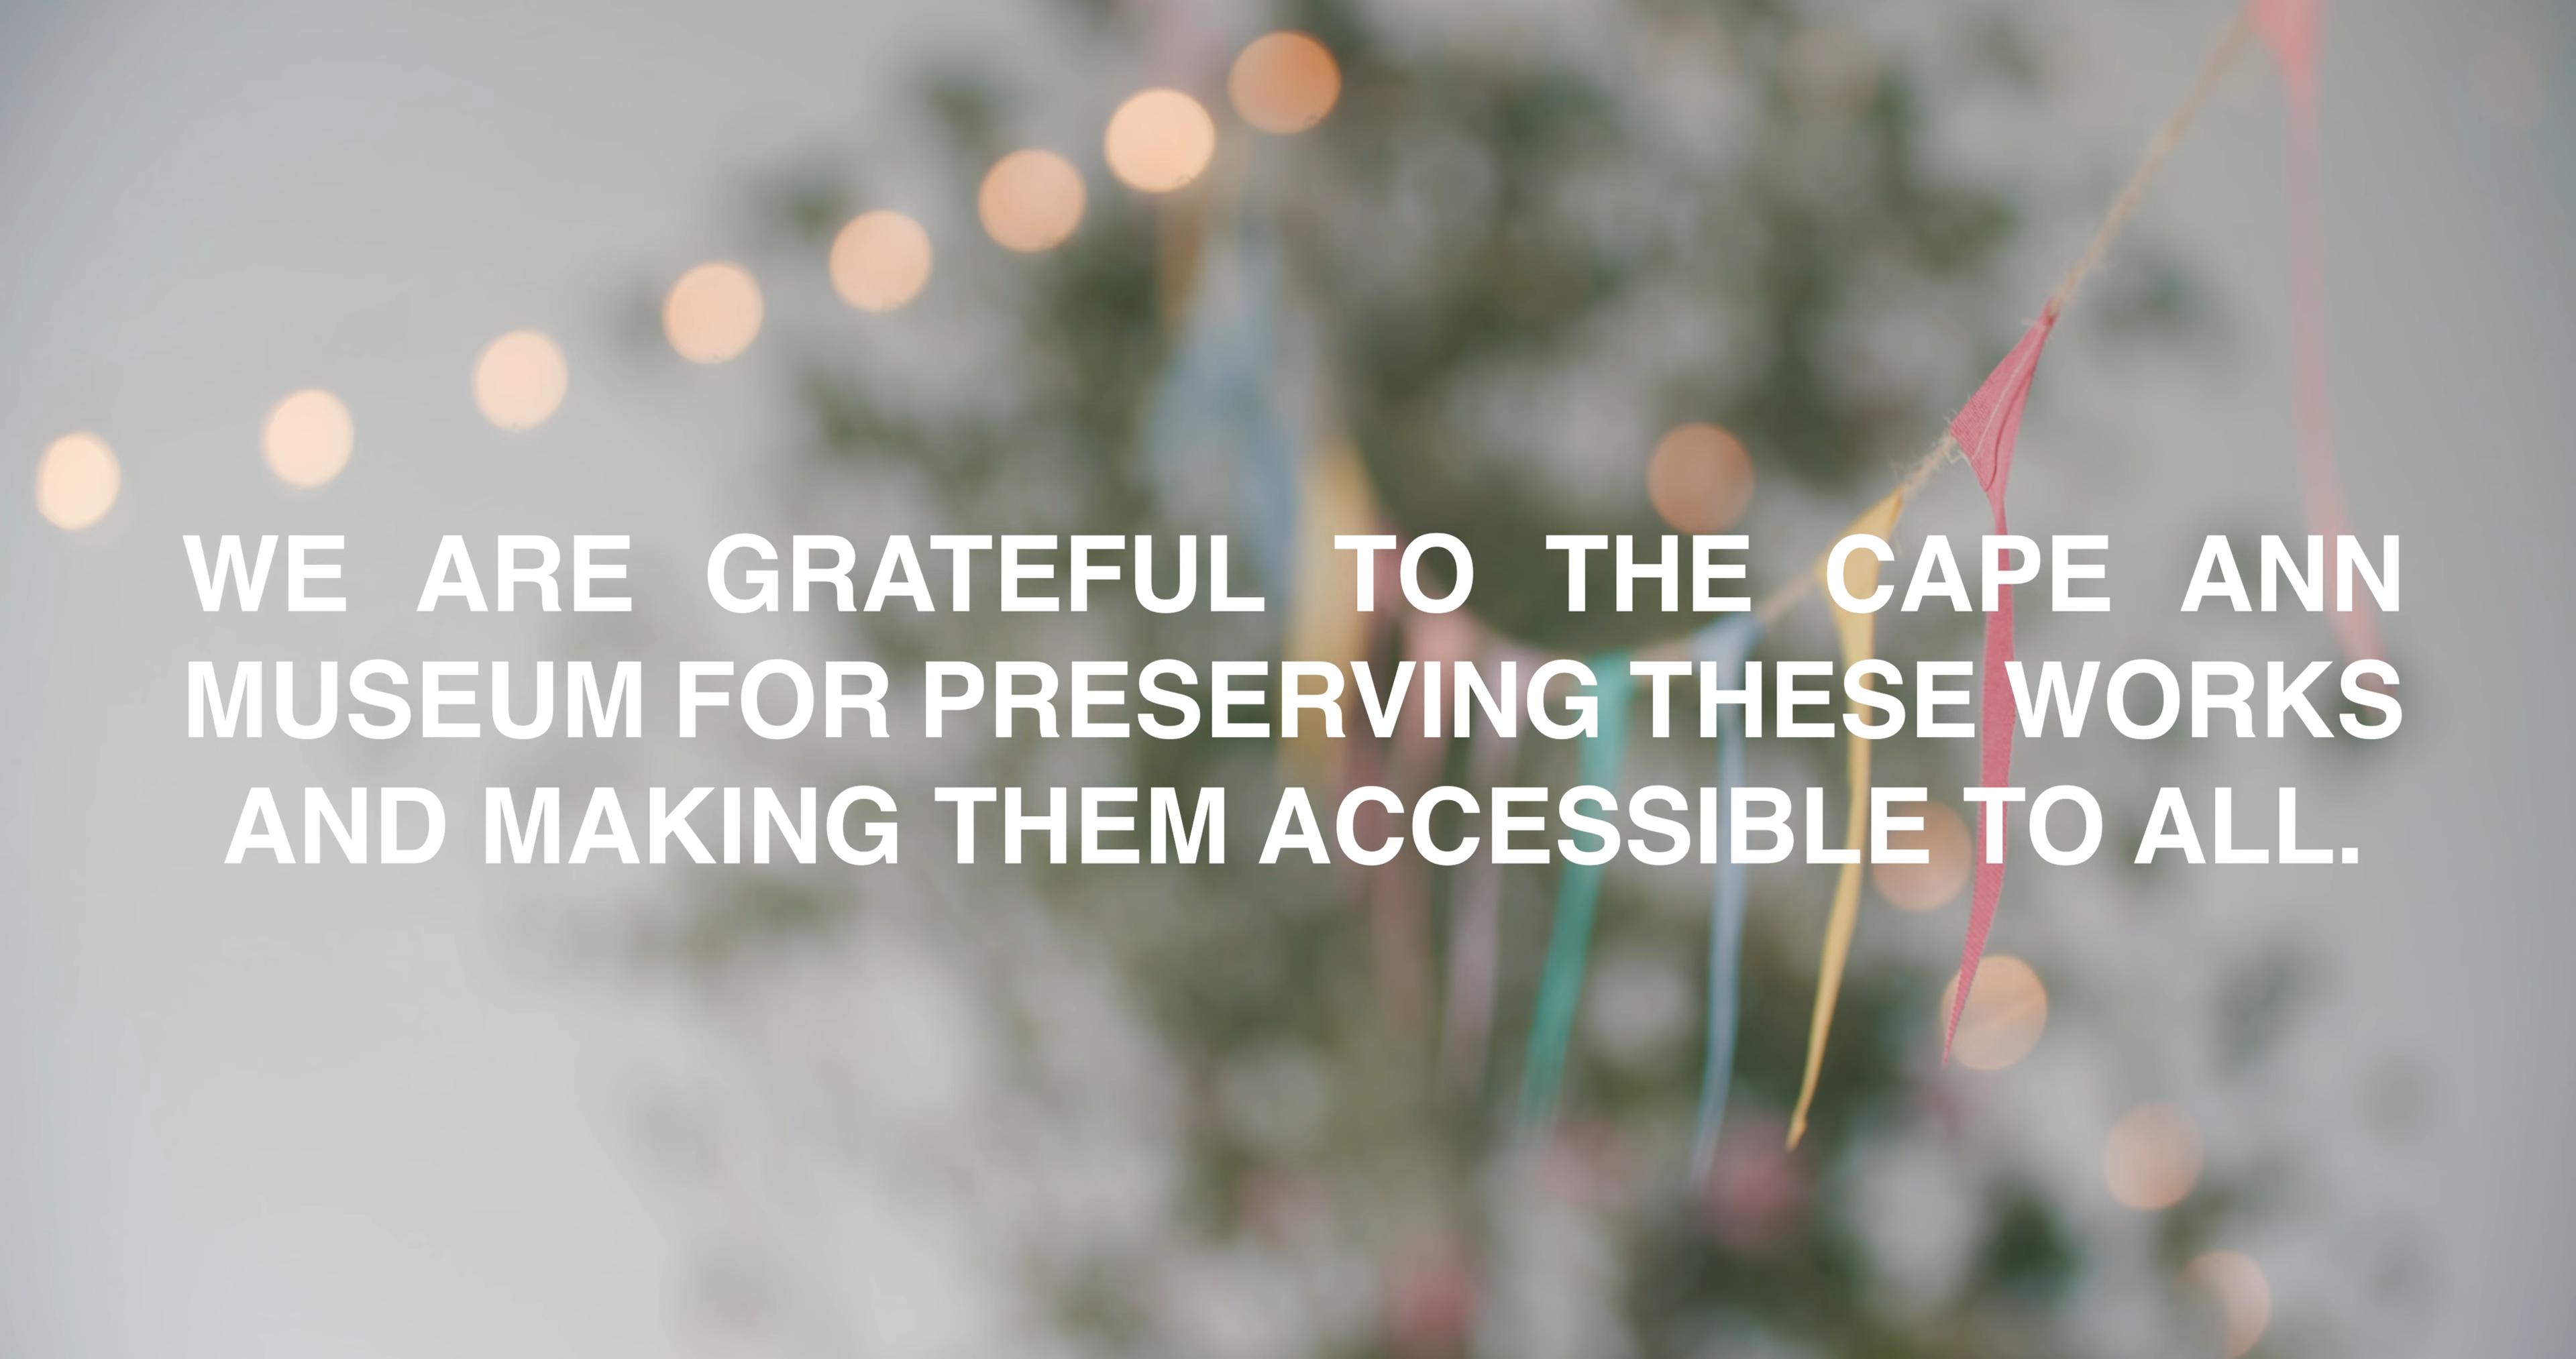 WE ARE GRATEFUL TO THE CAPE ANN
MUSEUM FOR PRESERVING THESE WORKS
AND MAKING THEM ACCESSIBLE TO ALL.